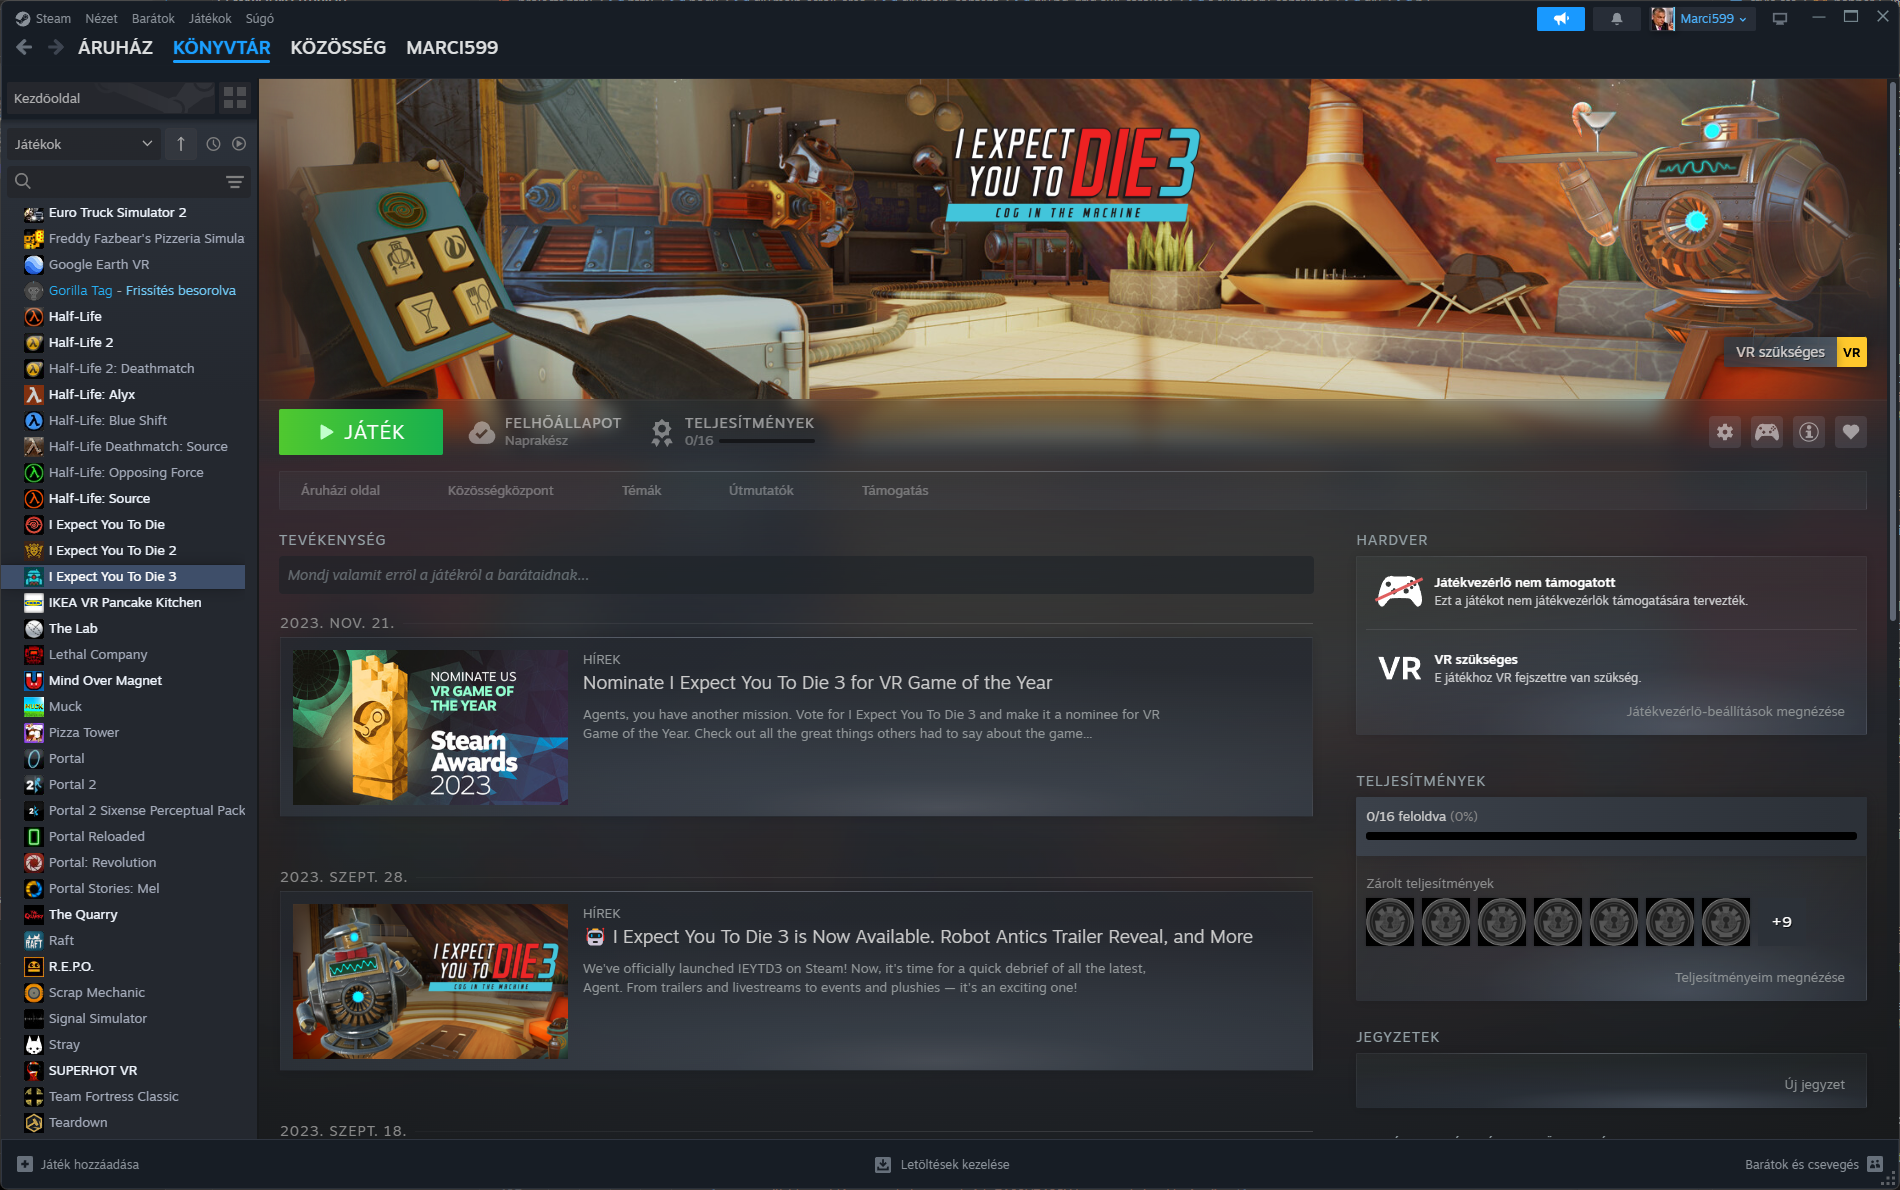 Steam Nézet Barátok Játékok Súgó
Marci599
ÁRUHÁZ KÖNYVTÁR KÖZÖSSÉG MARCI599
Kezdőoldal
Játékok
Euro Truck Simulator 2
Freddy Fazbear's Pizzeria Simula
Google Earth VR
Gorilla Tag - Frissítés besorolva
Half-Life
Half-Life 2
Half-Life 2: Deathmatch
Half-Life: Alyx
Half-Life: Blue Shift
Half-Life Deathmatch: Source
Half-Life: Opposing Force
Half-Life: Source
I Expect You To Die
I Expect You To Die 2
I Expect You To Die 3
IKEA VR Pancake Kitchen
The Lab
Lethal Company
Mind Over Magnet
Muck
Pizza Tower
Portal
Portal 2
Portal 2 Sixense Perceptual Pack
Portal Reloaded
Portal: Revolution
Portal Stories: Mel
The Quarry
Raft
R.E.P.O.
Scrap Mechanic
Signal Simulator
Stray
SUPERHOT VR
Team Fortress Classic
Teardown
I EXPECT
YOU TO DIE 3
COG IN THE MACHINE
VR szükséges VR
JÁTÉK
FELHŐÁLLAPOT
Naprakész
TELJESÍTMÉNYEK
0/16
Áruházi oldal Közösségközpont Témák Útmutatók Támogatás
TEVÉKENYSÉG
Mondj valamit erről a játékról a barátaidnak...
2023. NOV. 21.
NOMINATE US
VR GAME OF
THE YEAR
Steam
Awards
2023
HÍREK
Nominate I Expect You To Die 3 for VR Game of the Year
Agents, you have another mission. Vote for I Expect You To Die 3 and make it a nominee for VR
Game of the Year. Check out all the great things others had to say about the game...
2023. SZEPT. 28.
I EXPECT
YOU TO DIE 3
COG IN THE MACHINE
HÍREK
I Expect You To Die 3 is Now Available. Robot Antics Trailer Reveal, and More
We've officially launched IEYTD3 on Steam! Now, it's time for a quick debrief of all the latest,
Agent. From trailers and livestreams to events and plushies — it's an exciting one!
2023. SZEPT. 18.
HARDVER
Játékvezérlő nem támogatott
Ezt a játékot nem játékvezérlők támogatására tervezték.
VR
VR szükséges
E játékhoz VR fejszettre van szükség.
Játékvezérlő-beállítások megnézése
TELJESÍTMÉNYEK
0/16 feloldva (0%)
Zárolt teljesítmények
+9
Teljesítményeim megnézése
JEGYZETEK
Új jegyzet
Játék hozzáadása
Letöltések kezelése
Barátok és csevegés